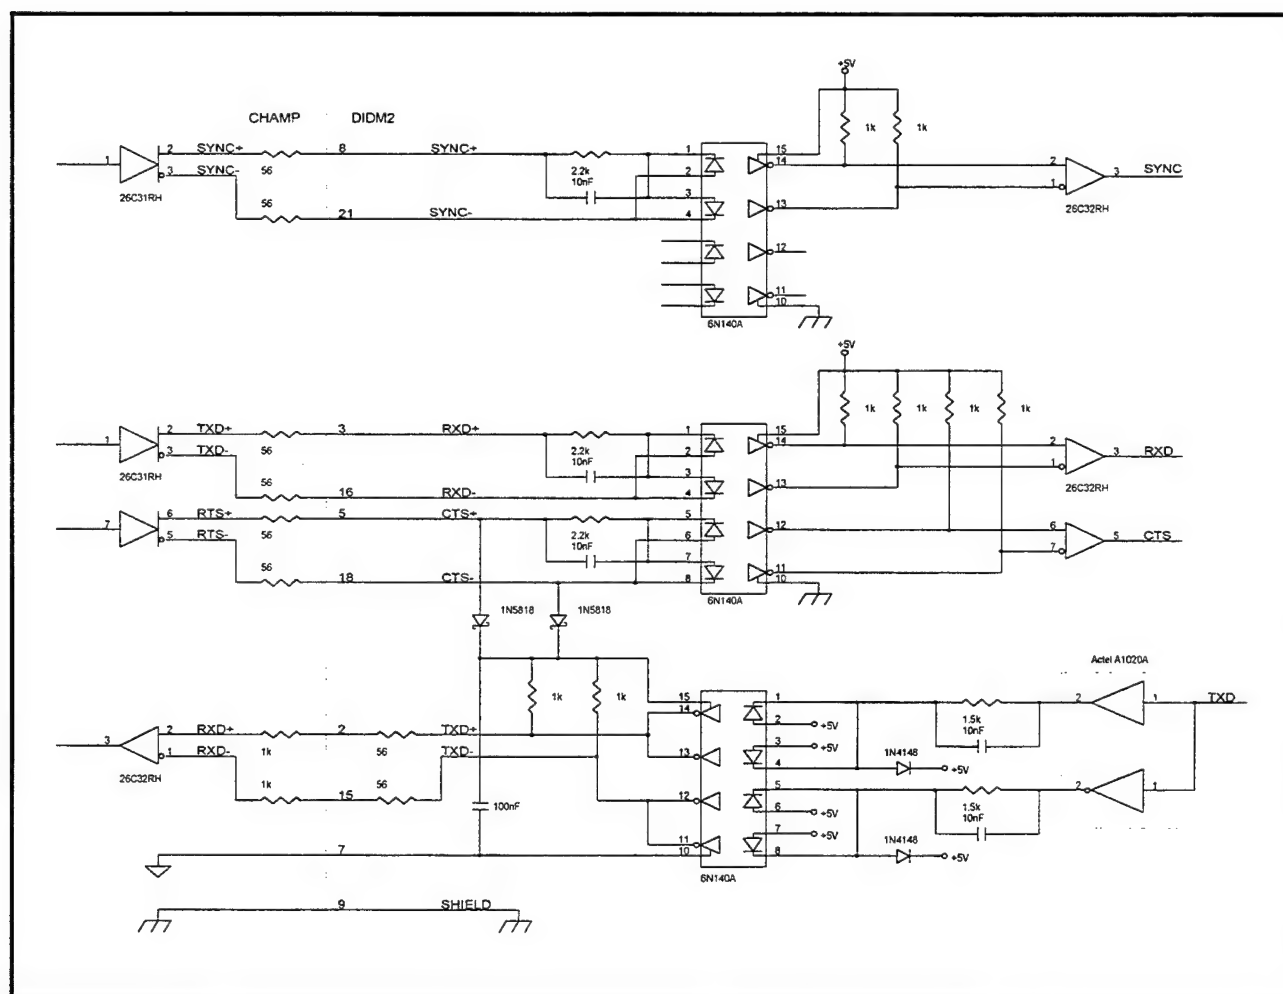 +5V
CHAMP DIDM2
1k 1k
1 2 SYNC+ 8 SYNC+ 1 15 14 2
3 SYNC- 56 2.2k 2 3 SYNC
26C31RH 10nF 3 1
56 26C32RH
21 SYNC- 4 13
12
11
10
6N140A
+5V
1k 1k 1k 1k
1 2 TXD+ 3 RXD+ 1 15 14 2
3 TXD- 56 2.2k 2 3 RXD
26C31RH 10nF 3 1
56 26C32RH
16 RXD- 4 13
7 6 RTS+ 5 CTS+ 5 12 6
5 RTS- 56 2.2k 6 5 CTS
10nF 7 7
56
18 CTS- 8 11
10
6N140A
1N5818 1N5818
Actel A1020A
1k 1k 15 1 2 1 TXD
14 2 +5V 1.5k
3 2 RXD+ 2 TXD+ 10nF
1 RXD- 1k 56 TXD- 13 3 +5V
26C32RH 4 1N4148 +5V
1k 56 5 2 1
15 12 6 +5V 1.5k
100nF 10nF
11 7 +5V
7 10 8 1N4148 +5V
6N140A
9 SHIELD